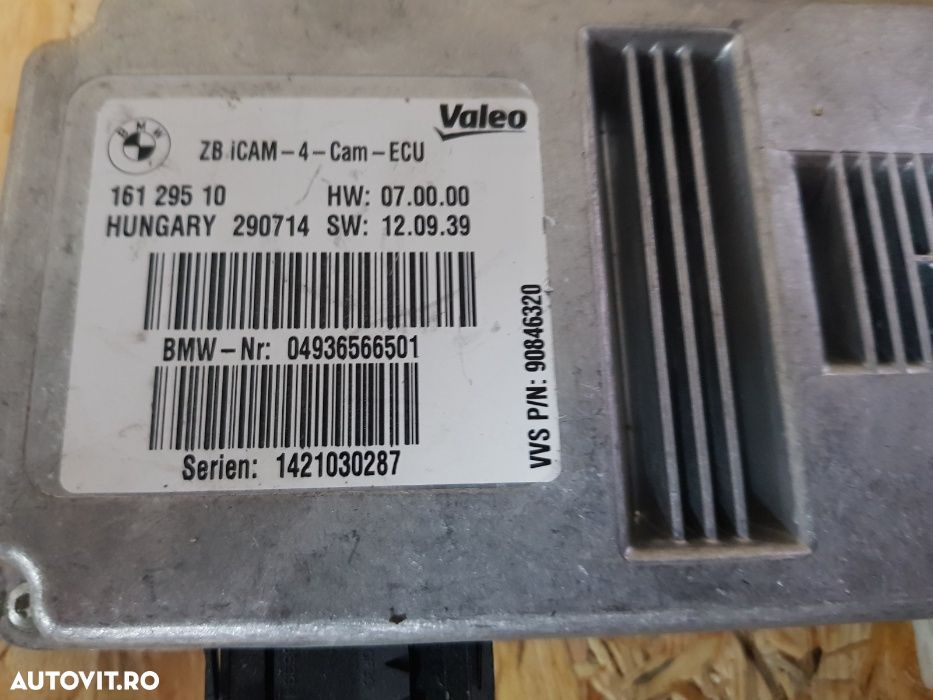 BMW
Valeo
ZB iCAM-4-Cam-ECU
161 295 10 HW: 07.00.00
HUNGARY 290714 SW: 12.09.39
BMW-Nr: 04936566501
Serien: 1421030287
VVS P/N: 90846320
AUTOVIT.RO